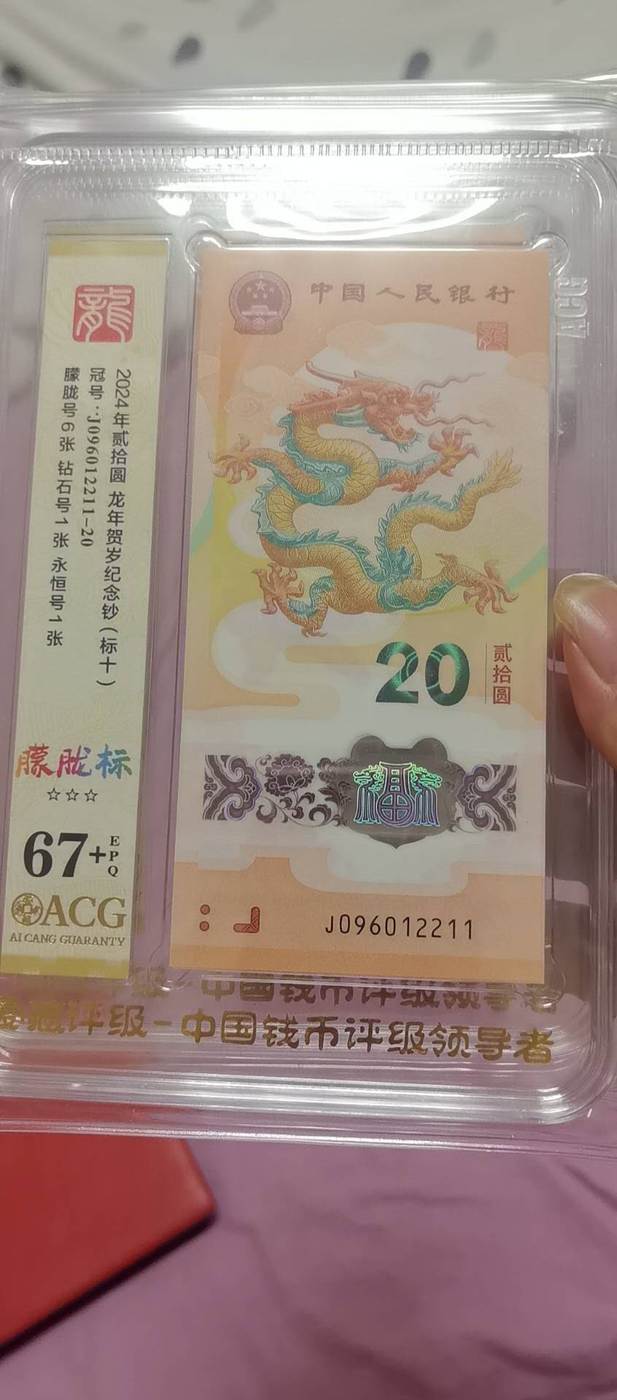 龍
2024年贰拾圆 龙年贺岁纪念钞(标十)
冠号:J096012211-20
朦胧号6张 钻石号1张 永恒号1张
朦胧标
☆☆☆
67+EPQ
ACG
AI CANG GUARANTY
中国人民银行
20
贰拾圆
福
J096012211
中国钱币评级领导者
评级-中国钱币评级领导者
ACG